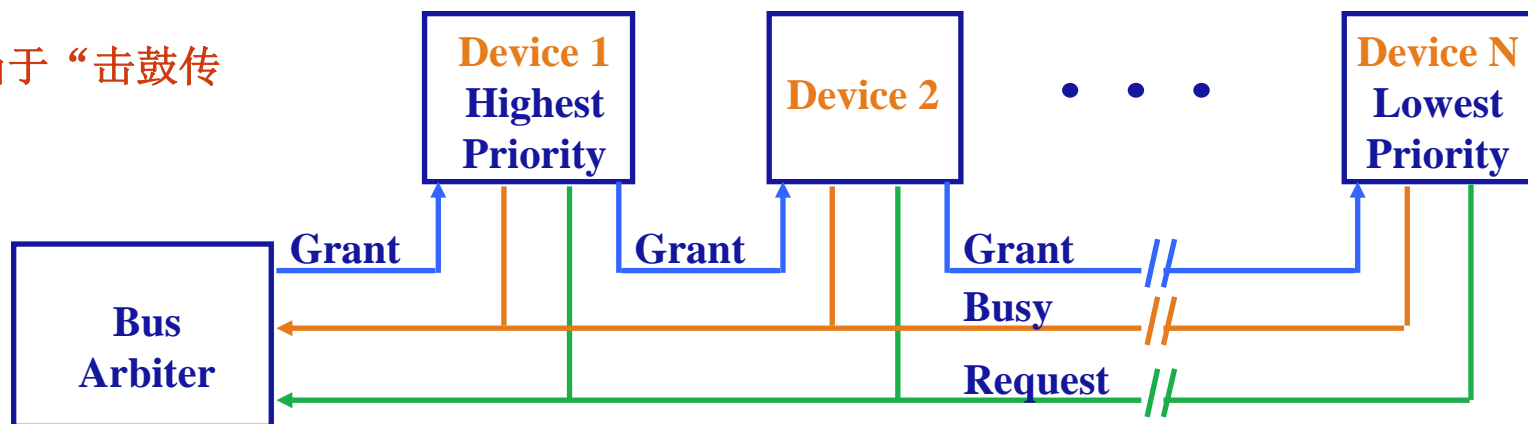 于“击鼓传
Device 1
Highest
Priority
Device 2
• • •
Device N
Lowest
Priority
Grant
Grant
Grant
Bus
Arbiter
Busy
Request